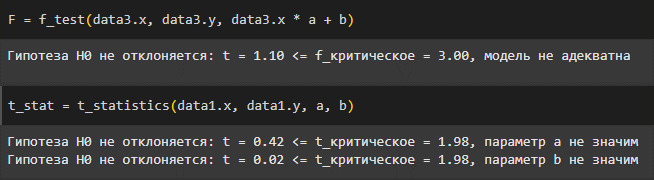 F = f_test(data3.x, data3.y, data3.x * a + b)
Гипотеза H0 не отклоняется: t = 1.10 <= f_критическое = 3.00, модель не адекватна
t_stat = t_statistics(data1.x, data1.y, a, b)
Гипотеза H0 не отклоняется: t = 0.42 <= t_критическое = 1.98, параметр a не значим
Гипотеза H0 не отклоняется: t = 0.02 <= t_критическое = 1.98, параметр b не значим